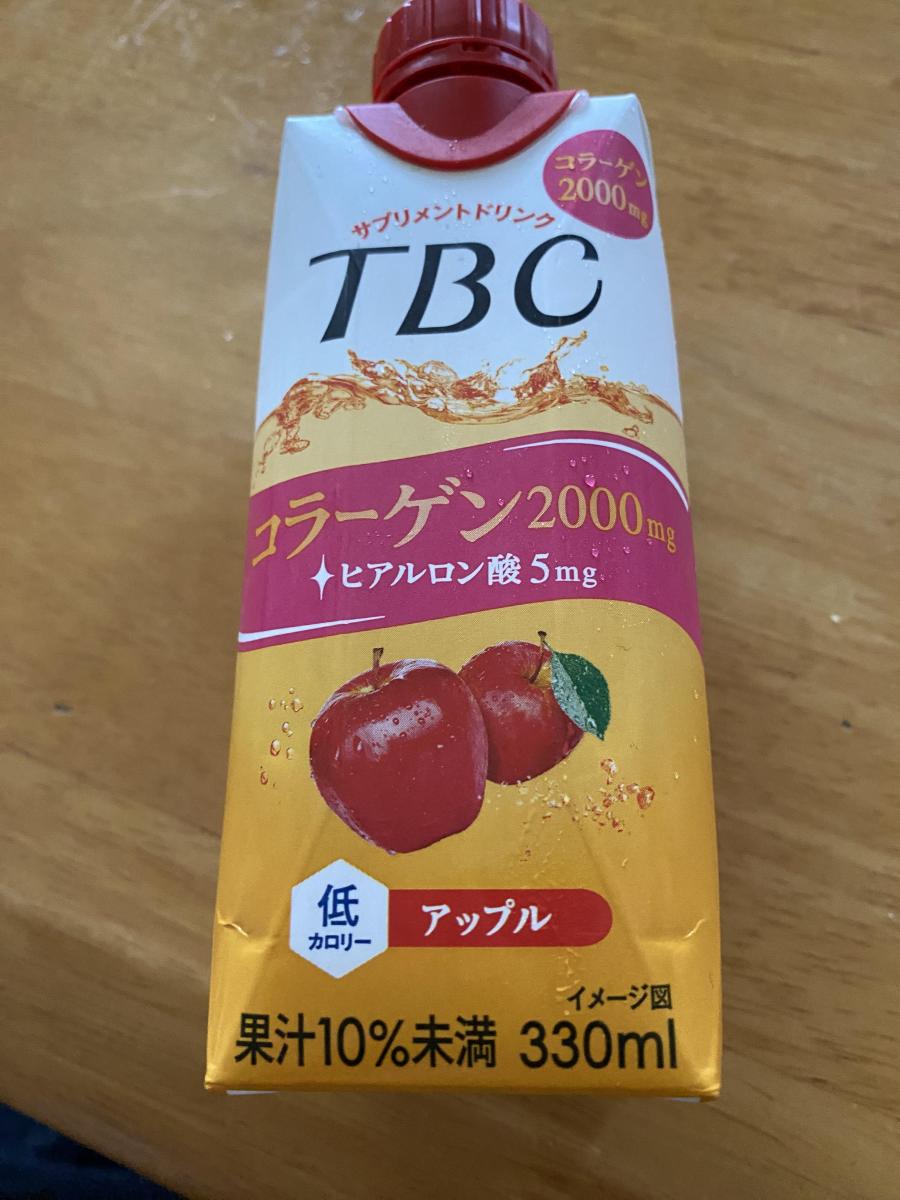 コラーゲン
2000mg
サプリメントドリンク
TBC
コラーゲン2000mg
ヒアルロン酸5mg
低
カロリー
アップル
イメージ図
果汁10%未満 330ml